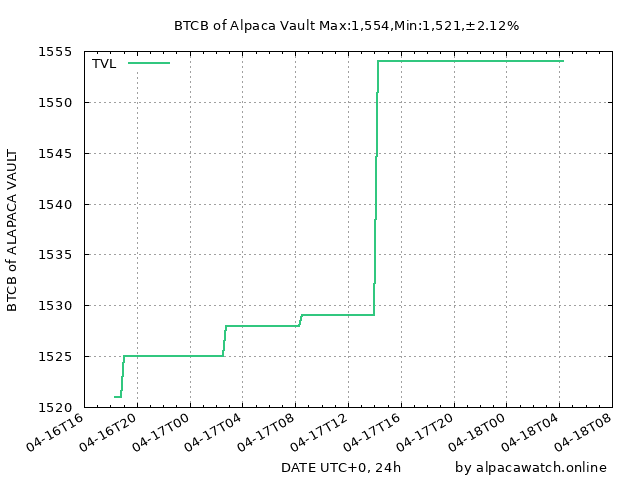 BTCB of Alpaca Vault Max:1,554,Min:1,521,±2.12%
TVL
1555
1550
1545
1540
1535
1530
1525
1520
BTCB of ALAPACA VAULT
04-16T16
04-16T20
04-17T00
04-17T04
04-17T08
04-17T12
04-17T16
04-17T20
04-18T00
04-18T04
04-18T08
DATE UTC+0, 24h
by alpacawatch.online